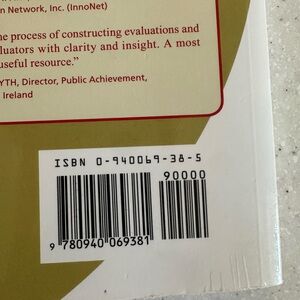 n Network, Inc. (InnoNet)
he process of constructing evaluations and
luators with clarity and insight. A most
useful resource."
YTH, Director, Public Achievement,
Ireland
ISBN 0-940069-38-5
90000
9 780940 069381